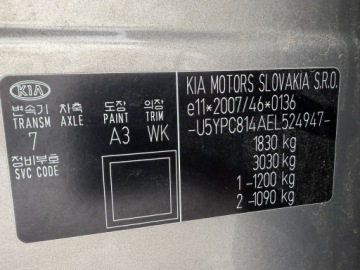 KIA
변속기 차축 도장 의장
TRANSM AXLE PAINT TRIM
7 A3 WK
정비부호
SVC CODE
KIA MOTORS SLOVAKIA S.R.O.
e11*2007/46*0136
-U5YPC814AEL524947-
1830 kg
3030 kg
1 -1200 kg
2 -1090 kg